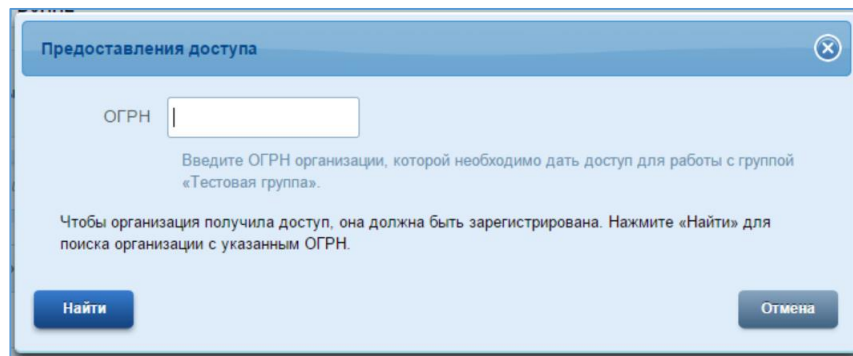 Предоставления доступа
ОГРН
Введите ОГРН организации, которой необходимо дать доступ для работы с группой
«Тестовая группа».
Чтобы организация получила доступ, она должна быть зарегистрирована. Нажмите «Найти» для
поиска организации с указанным ОГРН.
Найти
Отмена